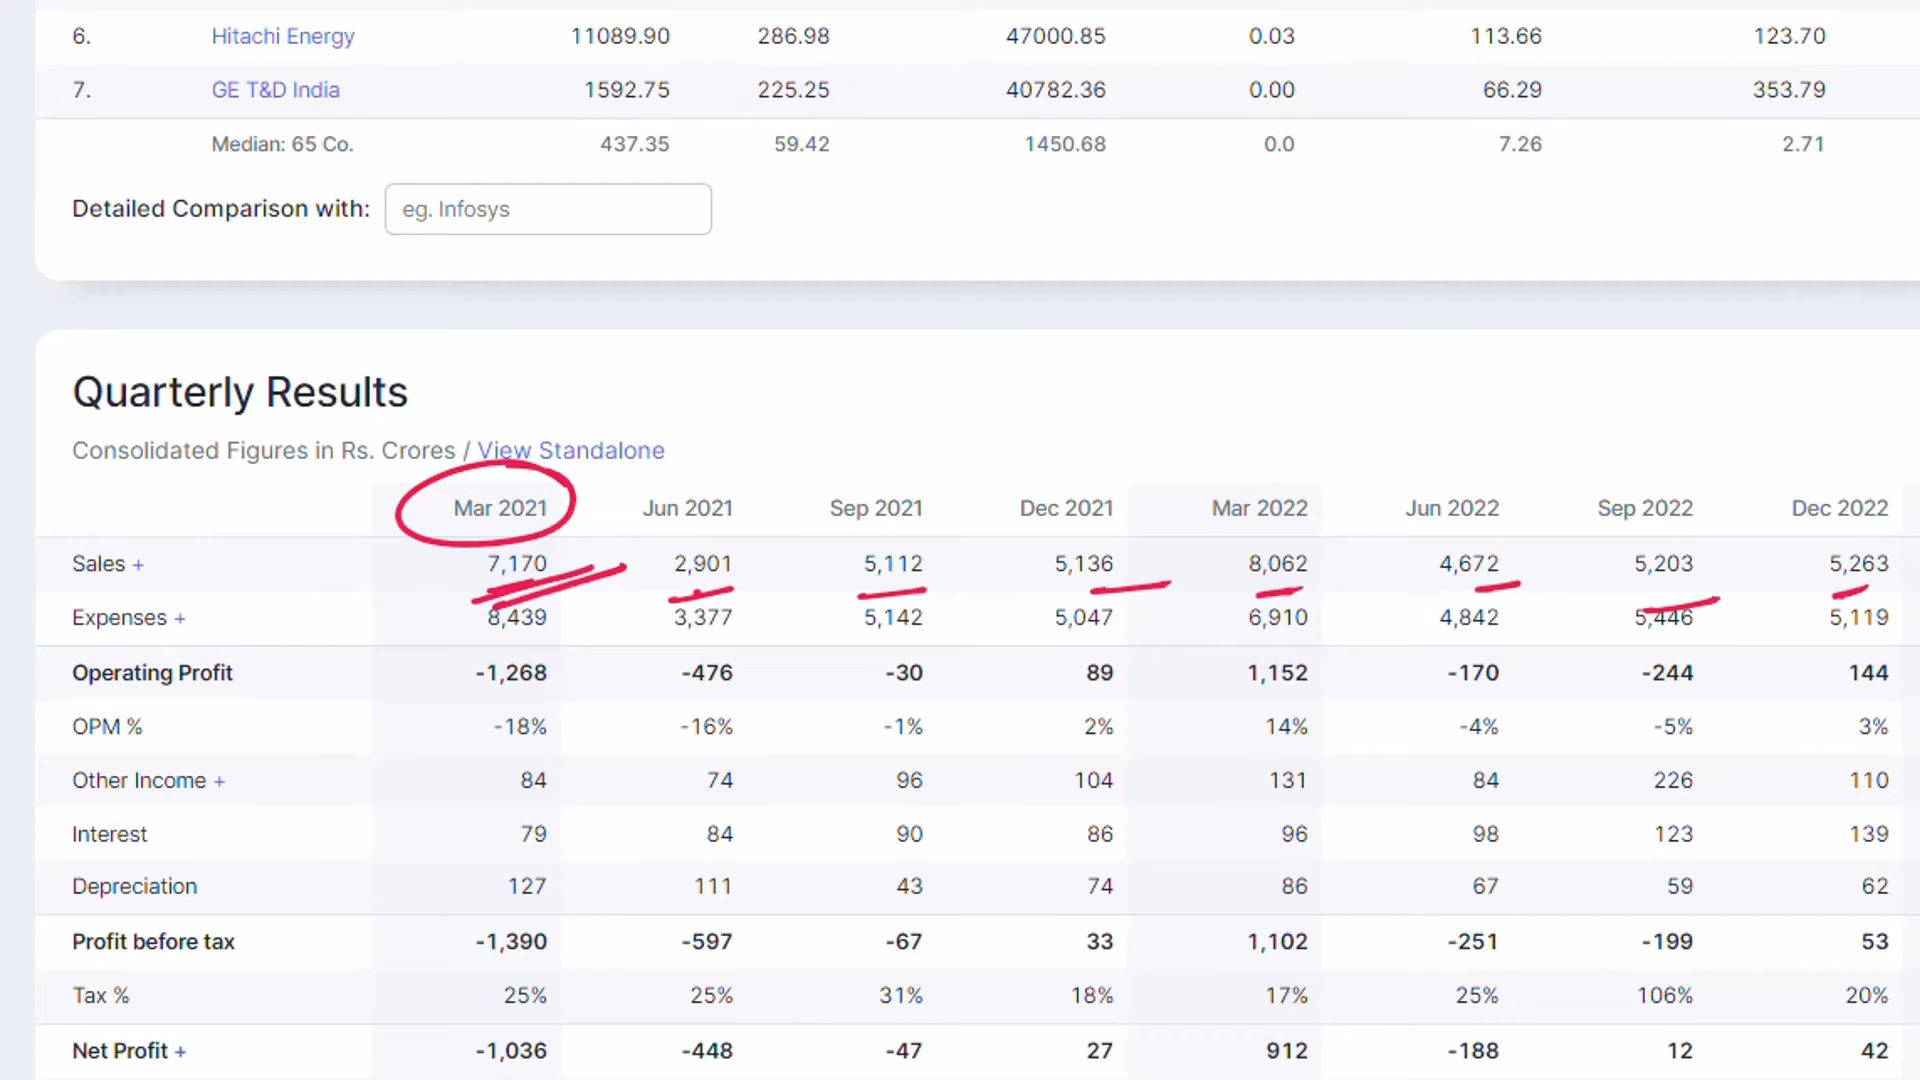 6. Hitachi Energy 11089.90 286.98 47000.85 0.03 113.66 123.70
7. GE T&D India 1592.75 225.25 40782.36 0.00 66.29 353.79
Median: 65 Co. 437.35 59.42 1450.68 0.0 7.26 2.71
Detailed Comparison with: eg. Infosys
Quarterly Results
Consolidated Figures in Rs. Crores / View Standalone
Mar 2021 Jun 2021 Sep 2021 Dec 2021 Mar 2022 Jun 2022 Sep 2022 Dec 2022
Sales + 7,170 2,901 5,112 5,136 8,062 4,672 5,203 5,263
Expenses + 8,439 3,377 5,142 5,047 6,910 4,842 5,446 5,119
Operating Profit -1,268 -476 -30 89 1,152 -170 -244 144
OPM % -18% -16% -1% 2% 14% -4% -5% 3%
Other Income + 84 74 96 104 131 84 226 110
Interest 79 84 90 86 96 98 123 139
Depreciation 127 111 43 74 86 67 59 62
Profit before tax -1,390 -597 -67 33 1,102 -251 -199 53
Tax % 25% 25% 31% 18% 17% 25% 106% 20%
Net Profit + -1,036 -448 -47 27 912 -188 12 42